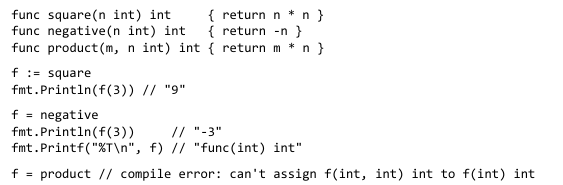 func square(n int) int     { return n * n }
func negative(n int) int   { return -n }
func product(m, n int) int { return m * n }
f := square
fmt.Println(f(3)) // "9"
f = negative
fmt.Println(f(3))     // "-3"
fmt.Printf("%T\n", f) // "func(int) int"
f = product // compile error: can't assign f(int, int) int to f(int) int